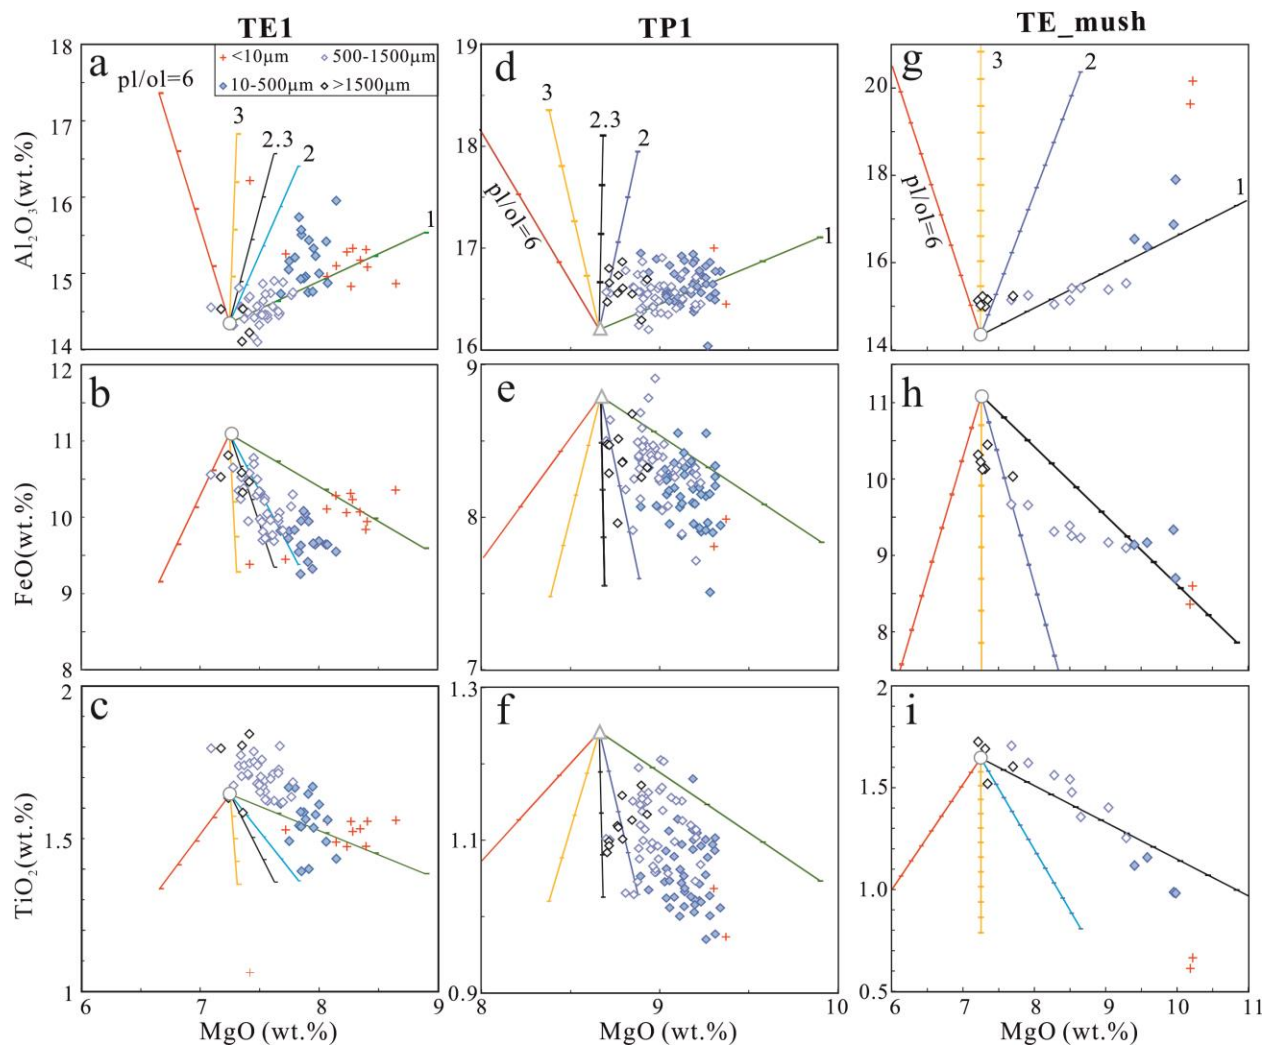 TE1
TP1
TE_mush
a
<10μm
500-1500μm
10-500μm
>1500μm
pl/ol=6
3
2.3
2
1
18
17
16
15
14
Al₂O₃(wt.%)
d
3
2.3
2
pl/ol=6
1
19
18
17
16
g
3
2
pl/ol=6
1
20
18
16
14
b
12
11
10
9
8
FeO(wt.%)
e
9
8
7
h
11
10
9
8
c
2
1.5
1
TiO₂(wt.%)
6
7
8
9
MgO (wt.%)
f
1.3
1.1
0.9
8
9
10
MgO (wt.%)
i
2
1.5
1.0
0.5
6
7
8
9
10
11
MgO (wt.%)